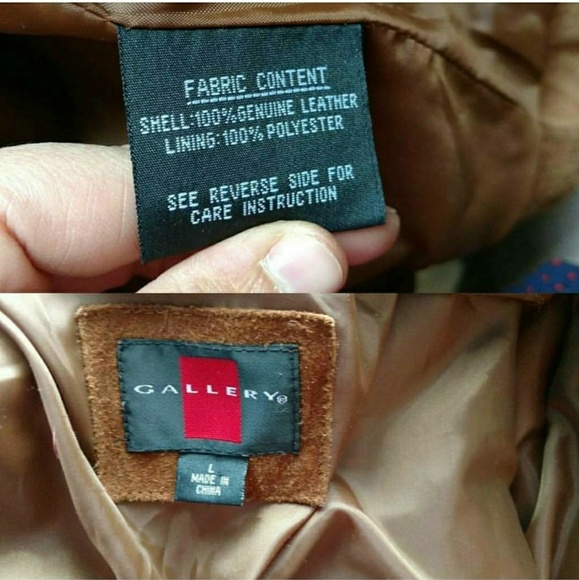 FABRIC CONTENT
SHELL:100%GENUINE LEATHER
LINING:100% POLYESTER
SEE REVERSE SIDE FOR
CARE INSTRUCTION
GALLERY®
L
MADE IN
CHINA